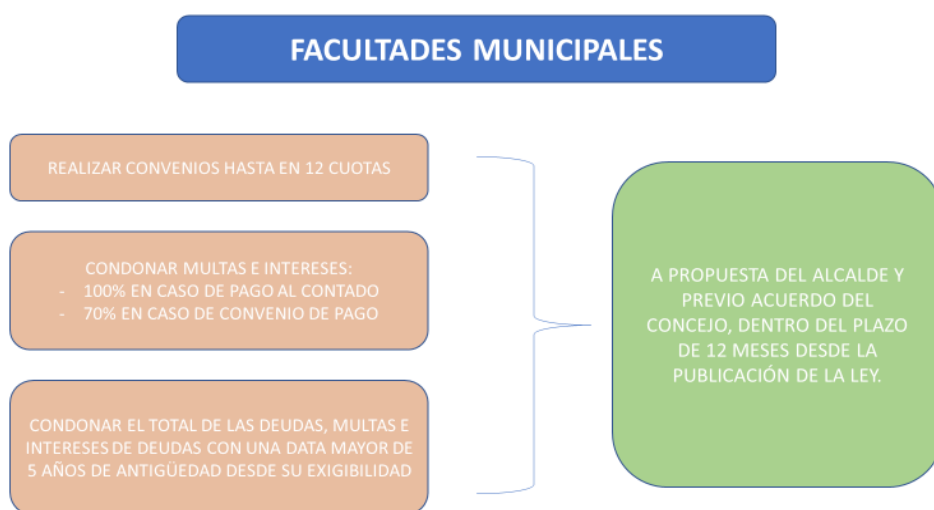 FACULTADES MUNICIPALES
REALIZAR CONVENIOS HASTA EN 12 CUOTAS
CONDONAR MULTAS E INTERESES:
- 100% EN CASO DE PAGO AL CONTADO
- 70% EN CASO DE CONVENIO DE PAGO
CONDONAR EL TOTAL DE LAS DEUDAS, MULTAS E
INTERESES DE DEUDAS CON UNA DATA MAYOR DE
5 AÑOS DE ANTIGÜEDAD DESDE SU EXIGIBILIDAD
A PROPUESTA DEL ALCALDE Y
PREVIO ACUERDO DEL
CONCEJO, DENTRO DEL PLAZO
DE 12 MESES DESDE LA
PUBLICACIÓN DE LA LEY.